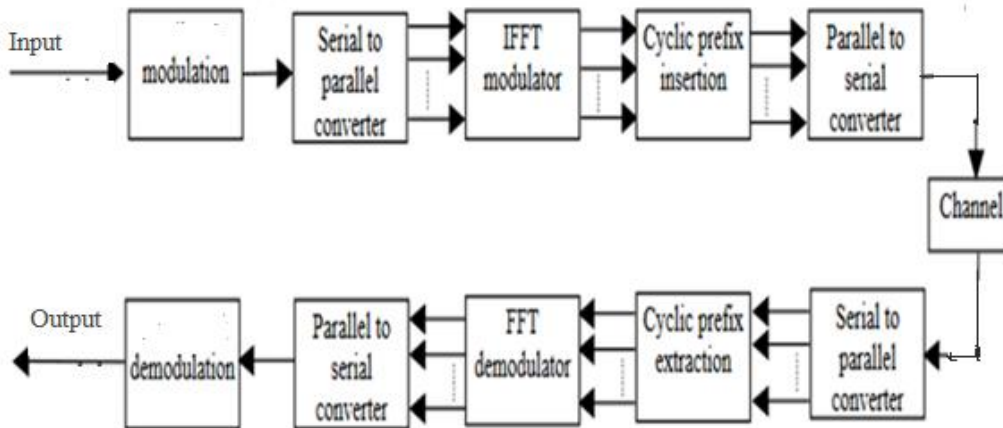 Input
modulation
Serial to
parallel
converter
IFFT
modulator
Cyclic prefix
insertion
Parallel to
serial
converter
Channel
Serial to
parallel
converter
Cyclic prefix
extraction
FFT
demodulator
Parallel to
serial
converter
demodulation
Output